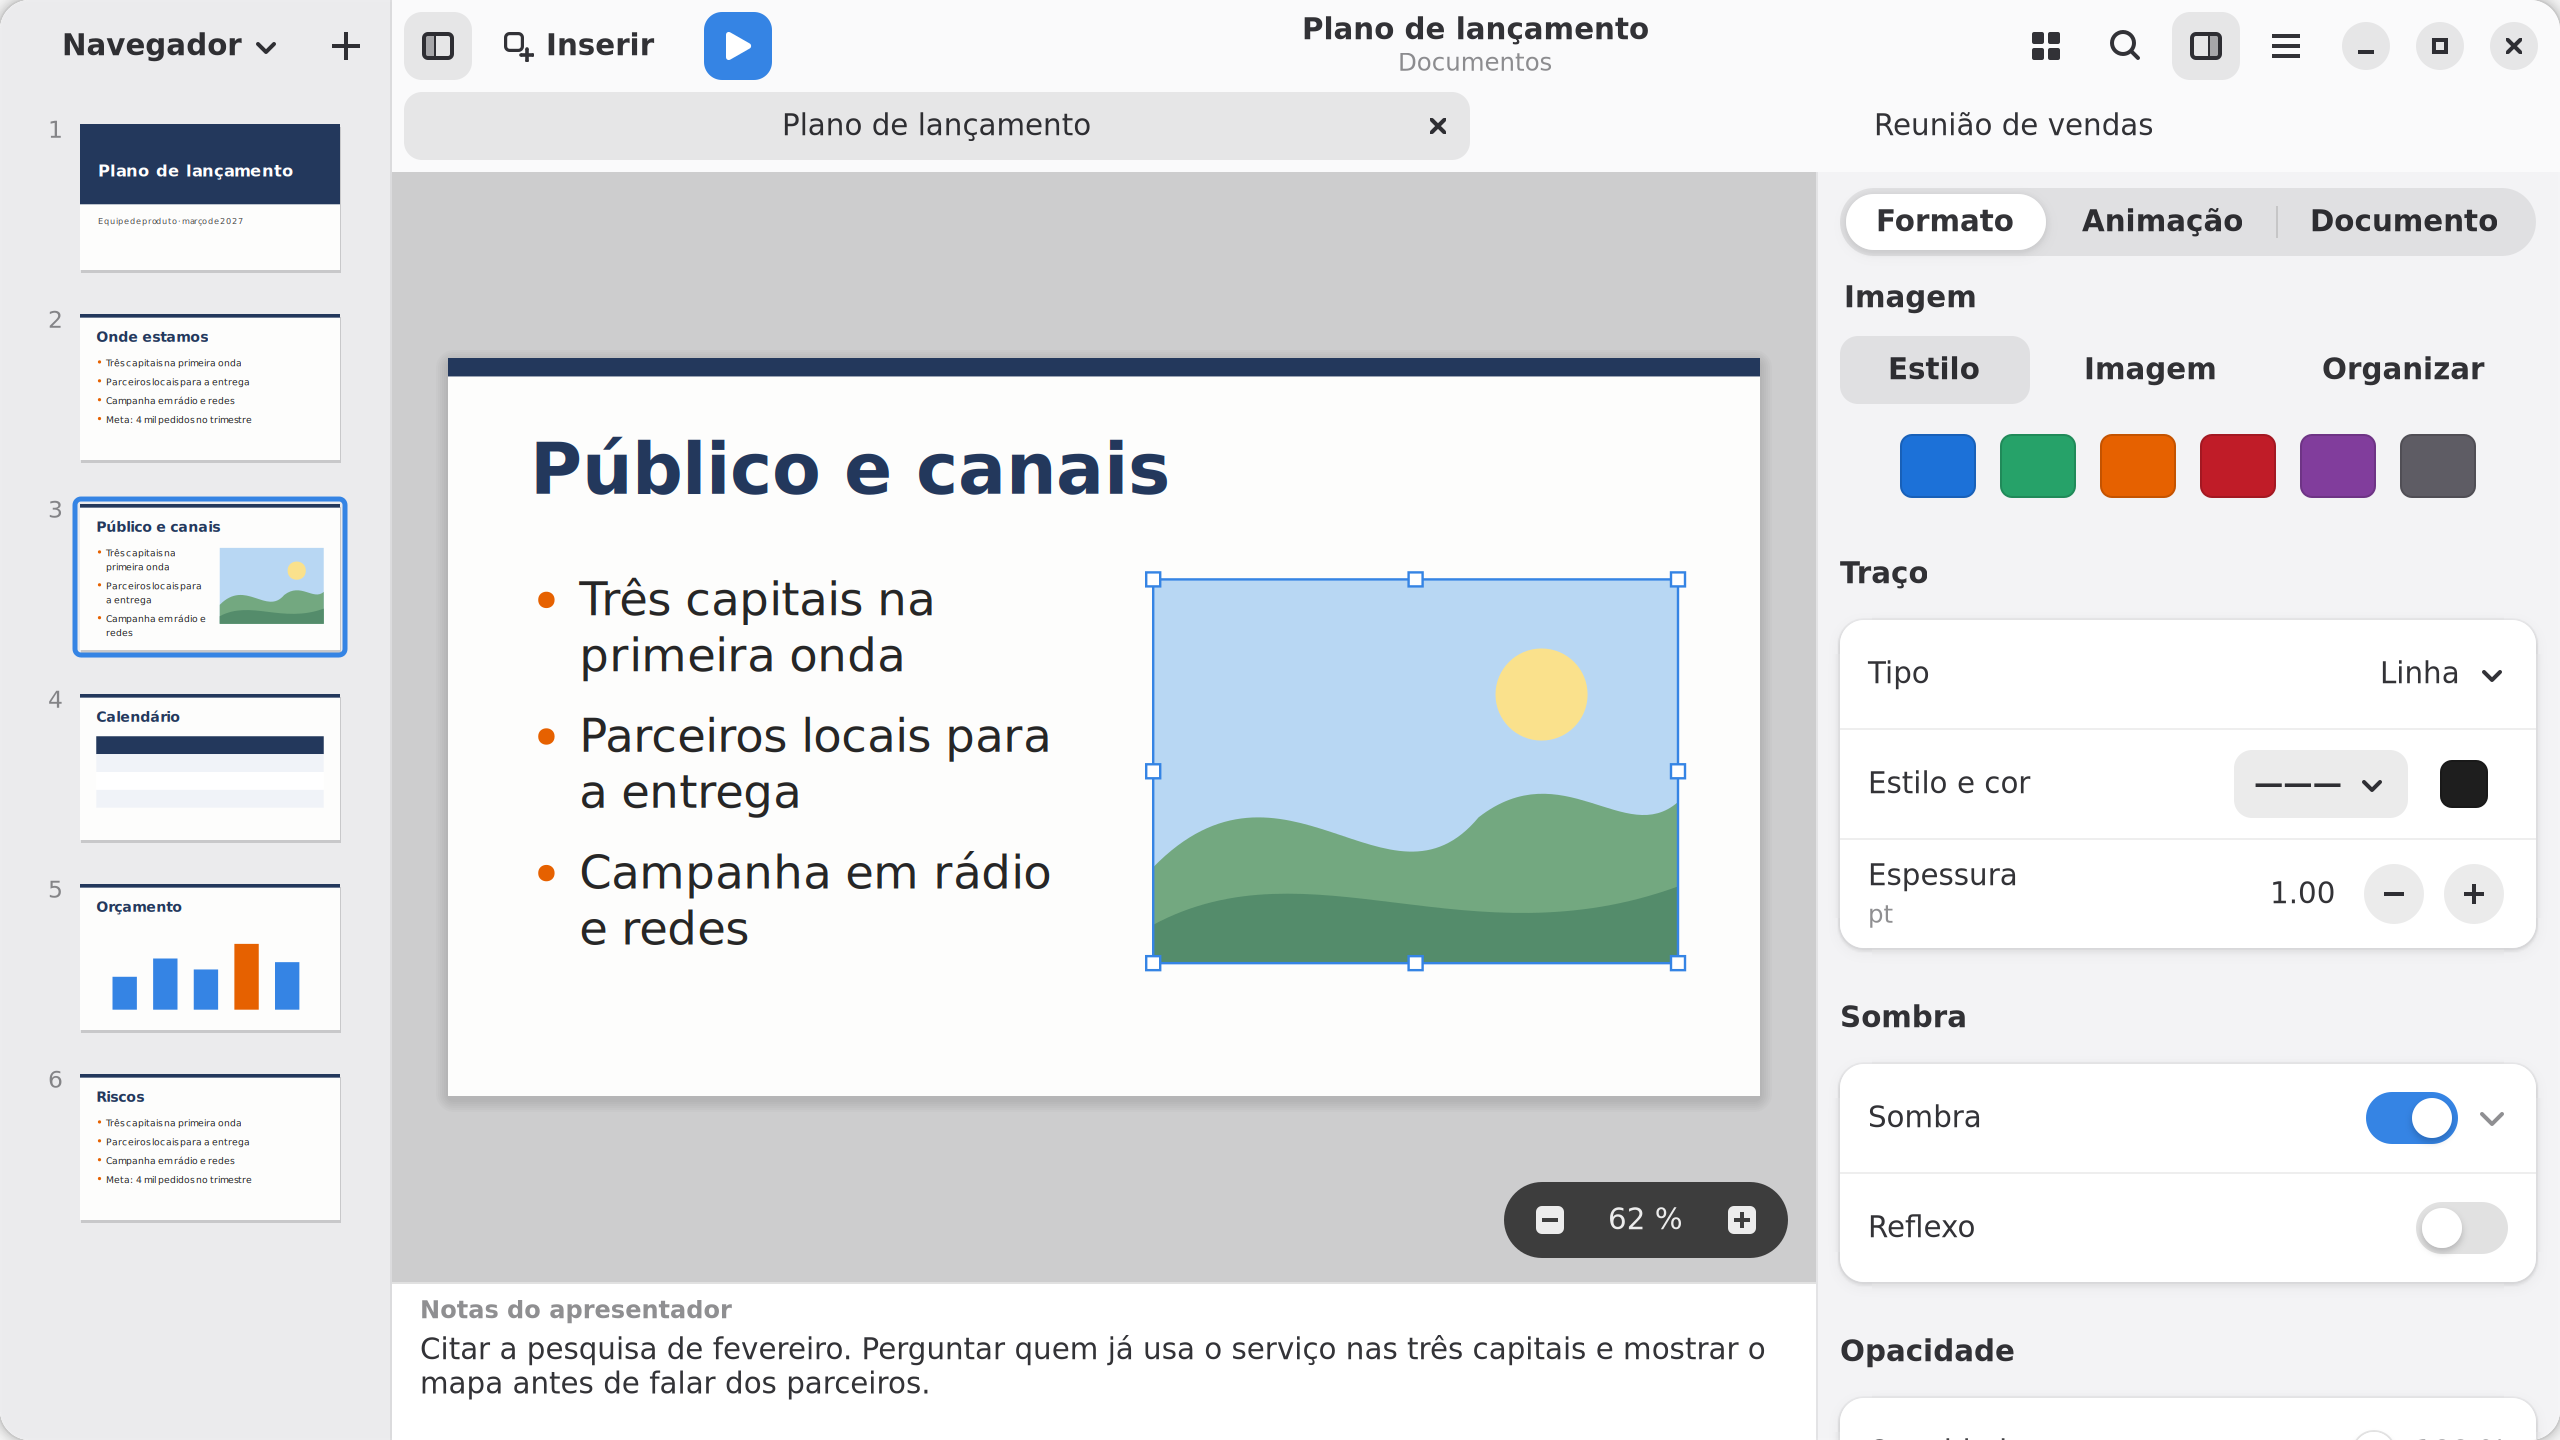 Navegador
Inserir
Plano de lançamento
Documentos
Plano de lançamento
Reunião de vendas
1
Plano de lançamento
Equipe de produto · março de 2027
2
Onde estamos
• Três capitais na primeira onda
• Parceiros locais para a entrega
• Campanha em rádio e redes
• Meta: 4 mil pedidos no trimestre
3
Público e canais
• Três capitais na
primeira onda
• Parceiros locais para
a entrega
• Campanha em rádio e
redes
4
Calendário
5
Orçamento
6
Riscos
• Três capitais na primeira onda
• Parceiros locais para a entrega
• Campanha em rádio e redes
• Meta: 4 mil pedidos no trimestre
Público e canais
• Três capitais na
primeira onda
• Parceiros locais para
a entrega
• Campanha em rádio
e redes
62 %
Notas do apresentador
Citar a pesquisa de fevereiro. Perguntar quem já usa o serviço nas três capitais e mostrar o
mapa antes de falar dos parceiros.
Formato
Animação
Documento
Imagem
Estilo
Imagem
Organizar
Traço
Tipo
Linha
Estilo e cor
Espessura
pt
1.00
Sombra
Sombra
Reflexo
Opacidade